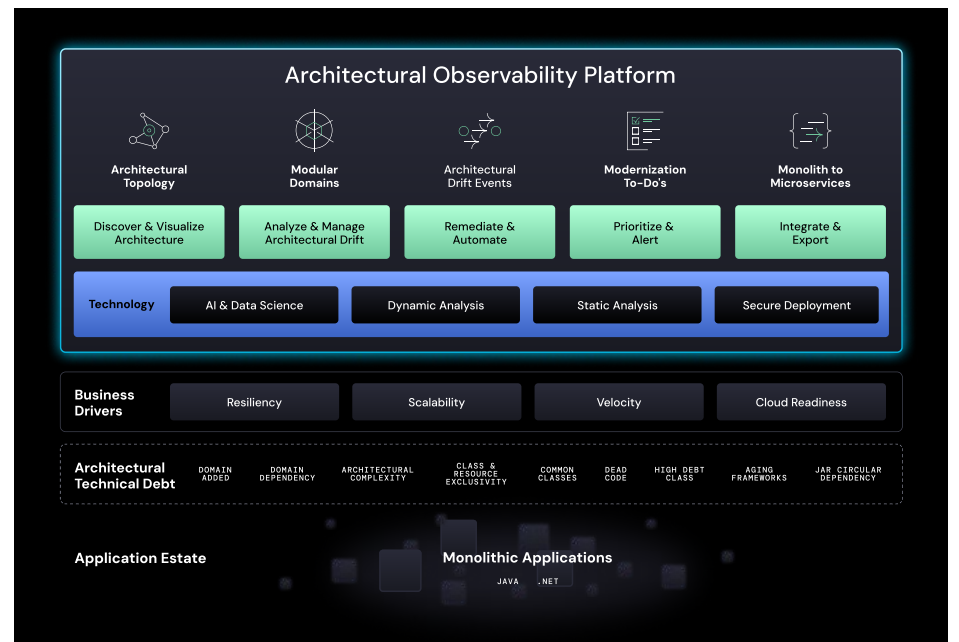 Architectural Observability Platform
Architectural
Topology
Modular
Domains
Architectural
Drift Events
Modernization
To-Do's
Monolith to
Microservices
Discover & Visualize
Architecture
Analyze & Manage
Architectural Drift
Remediate &
Automate
Prioritize &
Alert
Integrate &
Export
Technology
AI & Data Science
Dynamic Analysis
Static Analysis
Secure Deployment
Business
Drivers
Resiliency
Scalability
Velocity
Cloud Readiness
Architectural
Technical Debt
DOMAIN
ADDED
DOMAIN
DEPENDENCY
ARCHITECTURAL
COMPLEXITY
CLASS &
RESOURCE
EXCLUSIVITY
COMMON
CLASSES
DEAD
CODE
HIGH DEBT
CLASS
AGING
FRAMEWORKS
JAR CIRCULAR
DEPENDENCY
Application Estate
Monolithic Applications
JAVA .NET